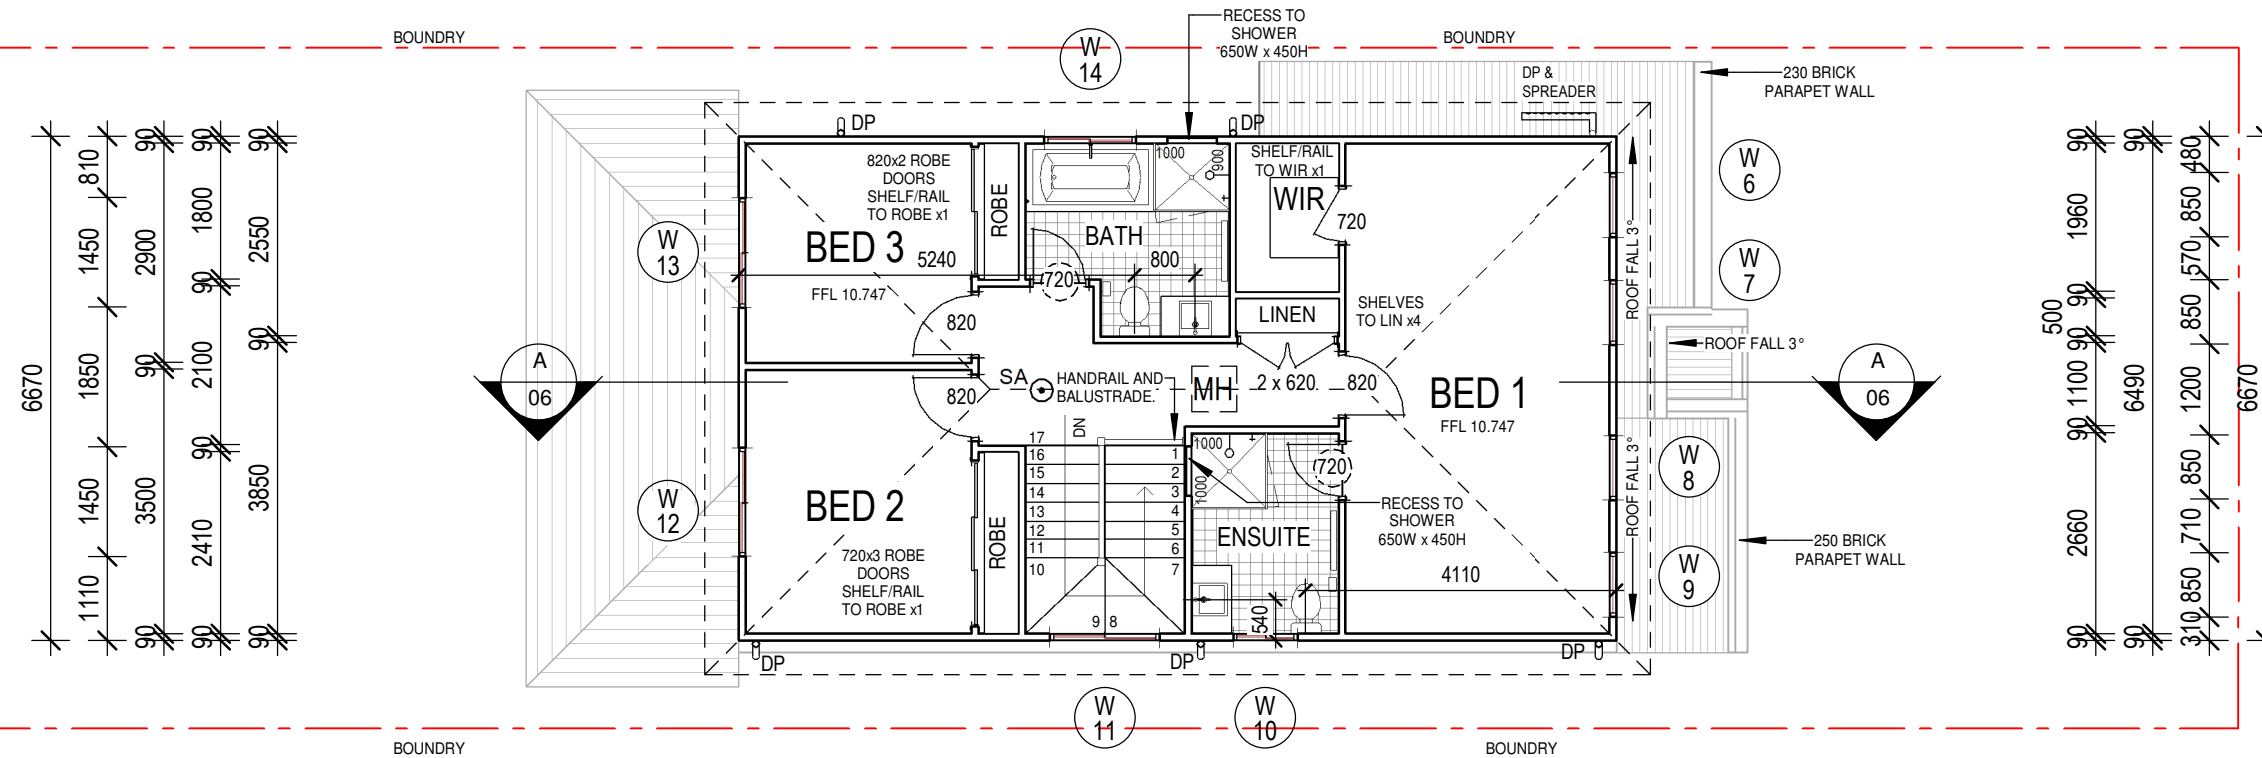 BOUNDRY
BOUNDRY
RECESS TO
SHOWER
650W x 450H
W
14
DP &
SPREADER
230 BRICK
PARAPET WALL
DP
DP
820x2 ROBE
DOORS
SHELF/RAIL
TO ROBE x1
ROBE
1000
900
SHELF/RAIL
TO WIR x1
WIR
720
W
6
W
13
BED 3
5240
FFL 10.747
BATH
800
720
W
7
ROOF FALL 3°
820
LINEN
SHELVES
TO LIN x4
ROOF FALL 3°
A
06
SA
HANDRAIL AND
BALUSTRADE.
MH
2 x 620
820
820
BED 1
FFL 10.747
A
06
DN
17
16
15
14
13
12
11
10
9
8
1
2
3
4
5
6
7
1000
1000
720
ROOF FALL 3°
W
8
W
12
BED 2
720x3 ROBE
DOORS
SHELF/RAIL
TO ROBE x1
ROBE
ENSUITE
RECESS TO
SHOWER
650W x 450H
250 BRICK
PARAPET WALL
W
9
4110
540
DP
DP
DP
W
11
W
10
BOUNDRY
BOUNDRY
6670
810
1450
1850
1450
1110
90
2900
90
3500
90
90
1800
90
2100
90
2410
90
90
2550
90
3850
90
90
1960
90
500
90
1100
90
2660
90
90
6490
90
480
850
570
850
1200
850
710
850
310
6670